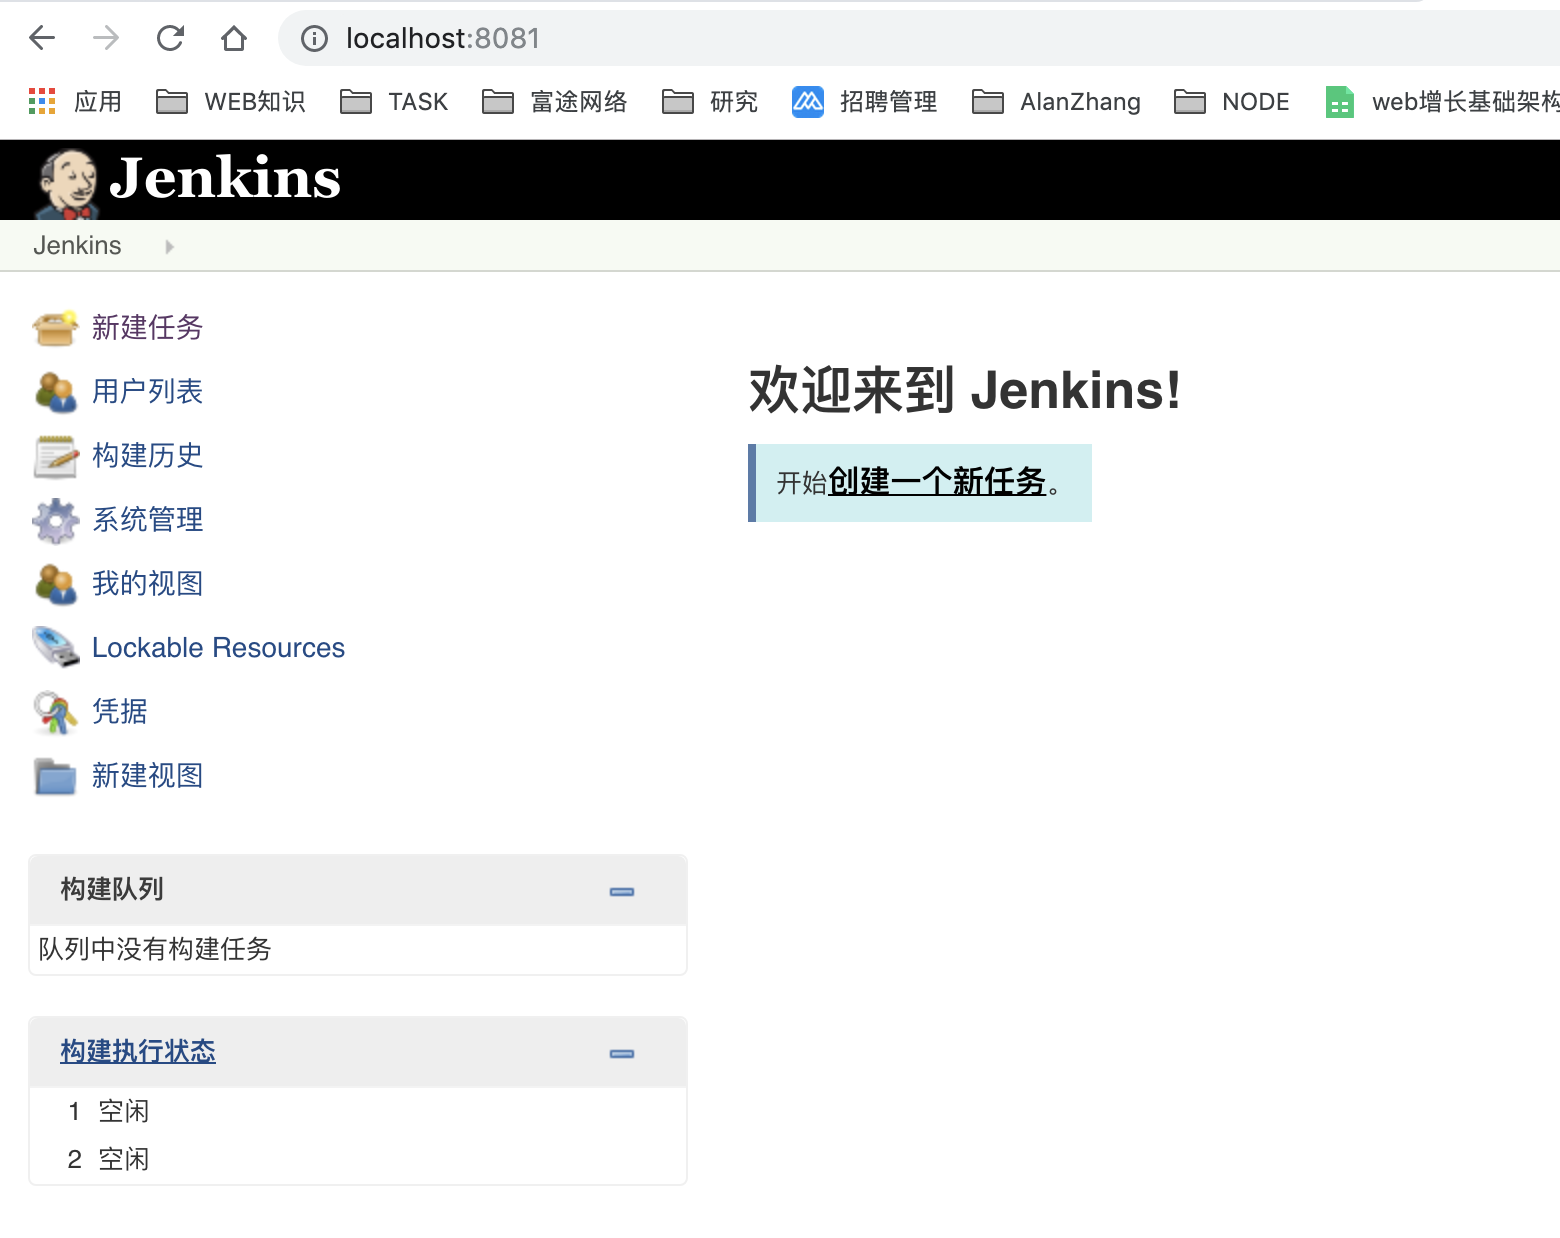 localhost:8081
应用 WEB知识 TASK 富途网络 研究 招聘管理 AlanZhang NODE web增长基础架构
Jenkins
Jenkins
新建任务
用户列表
构建历史
系统管理
我的视图
Lockable Resources
凭据
新建视图
欢迎来到 Jenkins!
开始创建一个新任务。
构建队列
队列中没有构建任务
构建执行状态
1 空闲
2 空闲